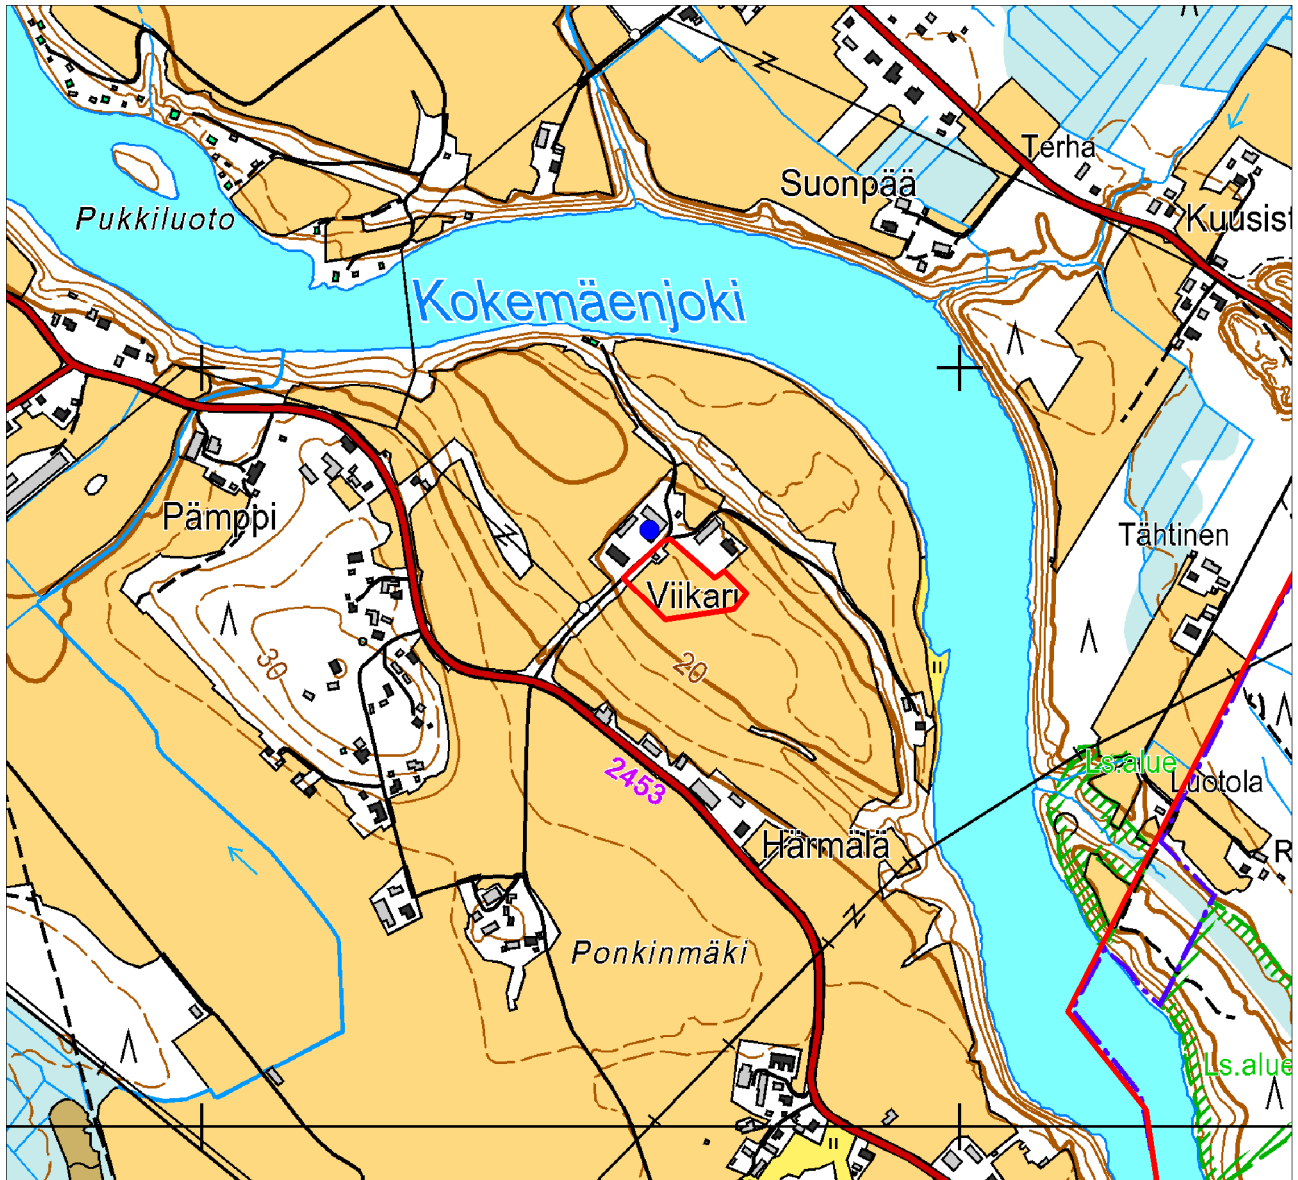 Terha
Suonpää
Pukkiluoto
Kuusist
Kokemäenjoki
Pämppi
Tähtinen
Viikari
30
20
Ls.alue
2453
Luotola
Härmälä
R
Ponkinmäki
Ls.alue